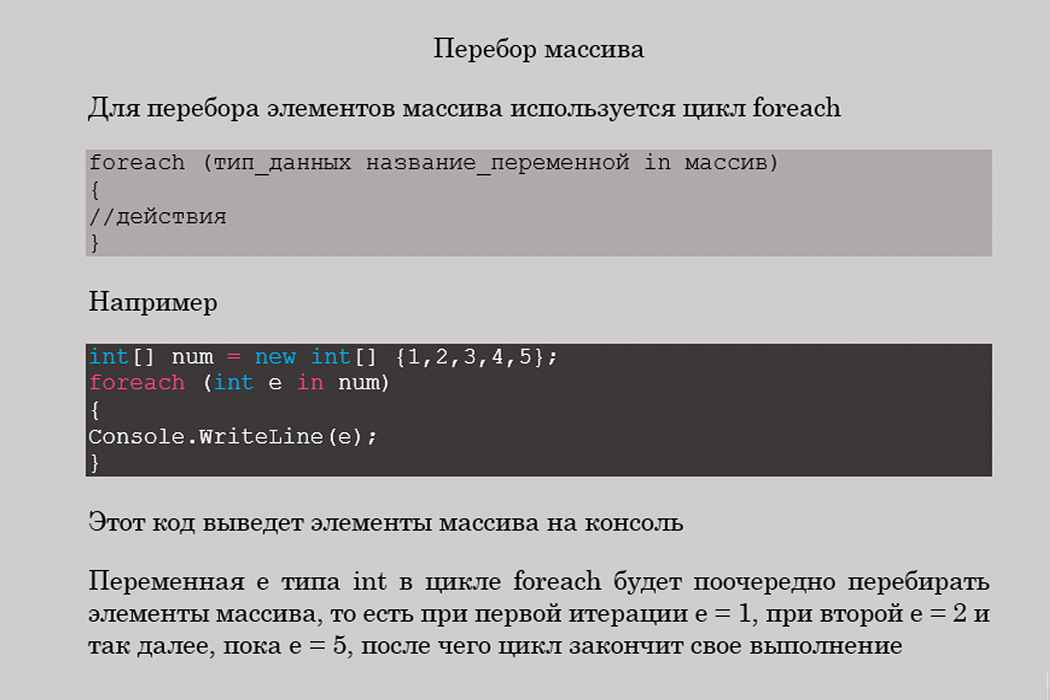 Перебор массива
Для перебора элементов массива используется цикл foreach
foreach (тип_данных название_переменной in массив)
{
//действия
}
Например
int[] num = new int[] {1,2,3,4,5};
foreach (int e in num)
{
Console.WriteLine(e);
}
Этот код выведет элементы массива на консоль
Переменная e типа int в цикле foreach будет поочередно перебирать
элементы массива, то есть при первой итерации e = 1, при второй e = 2 и
так далее, пока e = 5, после чего цикл закончит свое выполнение